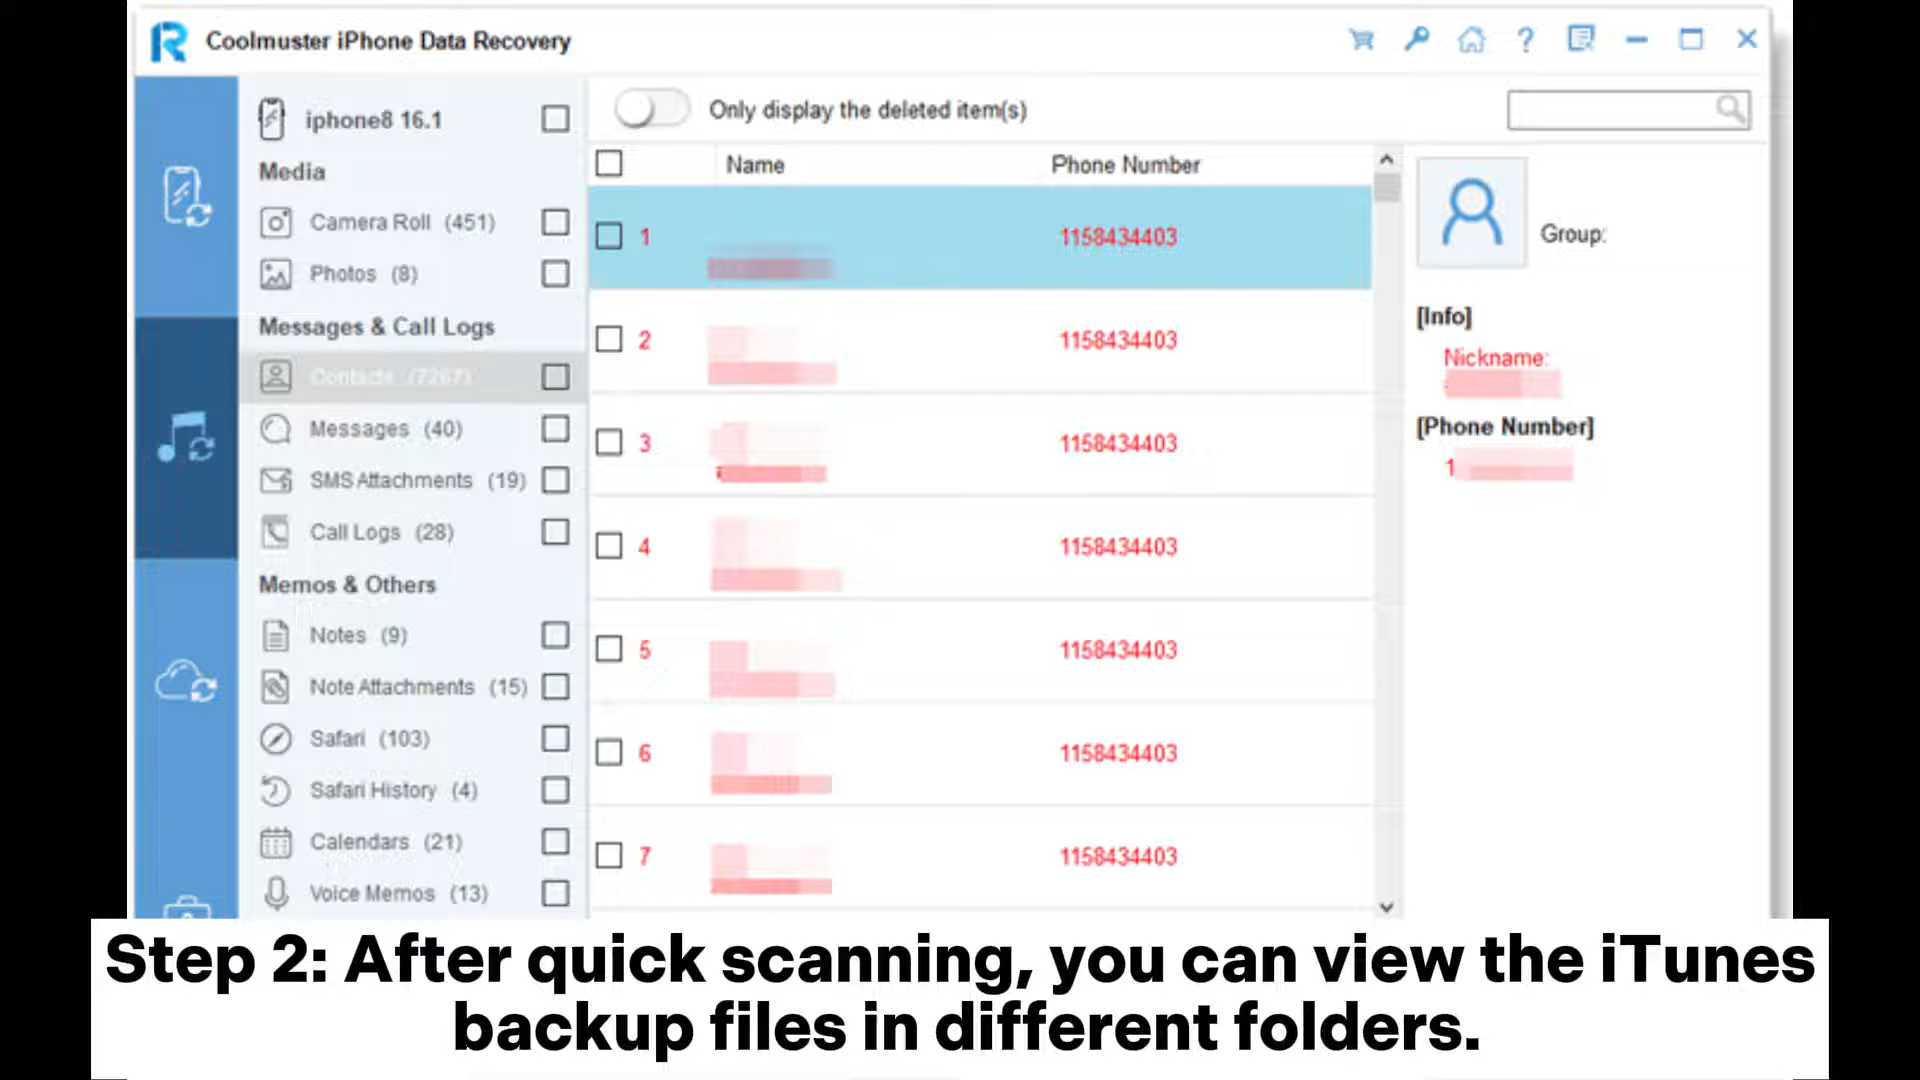 Coolmuster iPhone Data Recovery
iphone8 16.1
Media
Camera Roll (451)
Photos (8)
Messages & Call Logs
Contacts (7267)
Messages (40)
SMS Attachments (19)
Call Logs (28)
Memos & Others
Notes (9)
Note Attachments (15)
Safari (103)
Safari History (4)
Calendars (21)
Voice Memos (13)
Only display the deleted item(s)
Name Phone Number
1 1158434403
2 1158434403
3 1158434403
4 1158434403
5 1158434403
6 1158434403
7 1158434403
Group:
[Info]
Nickname:
[Phone Number]
1
Step 2: After quick scanning, you can view the iTunes
backup files in different folders.